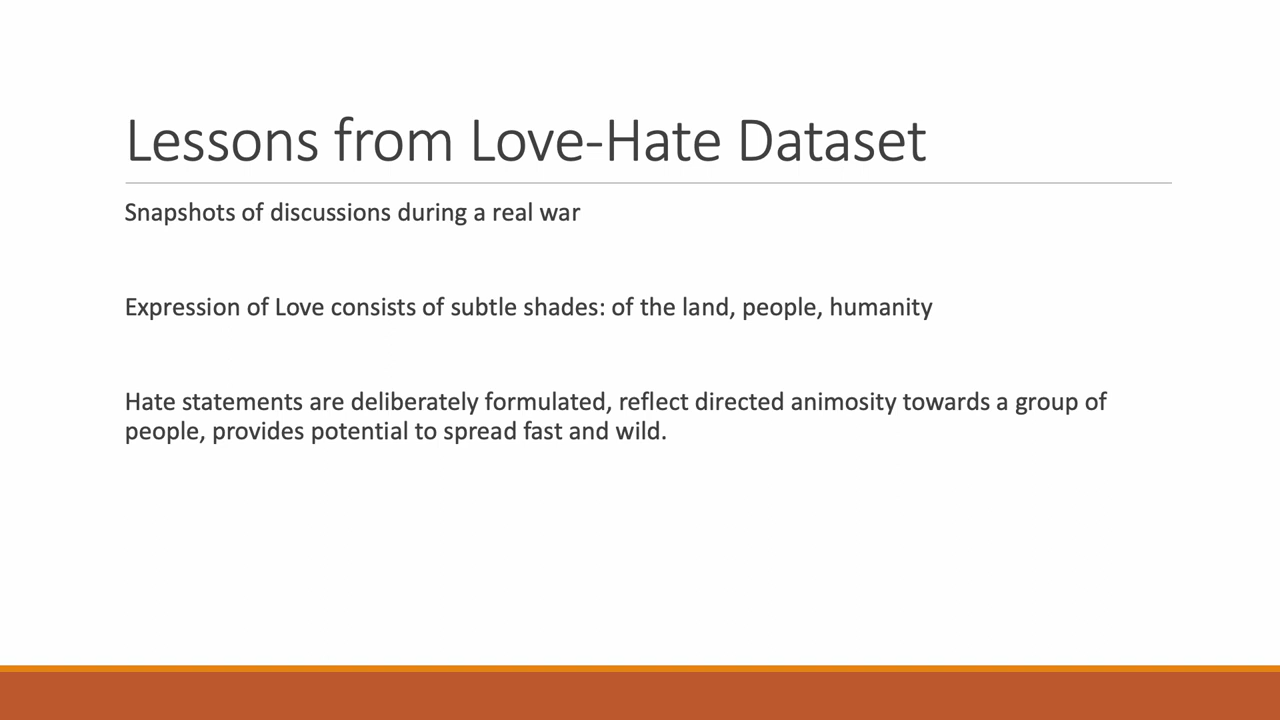 Lessons from Love-Hate Dataset
Snapshots of discussions during a real war
Expression of Love consists of subtle shades: of the land, people, humanity
Hate statements are deliberately formulated, reflect directed animosity towards a group of
people, provides potential to spread fast and wild.